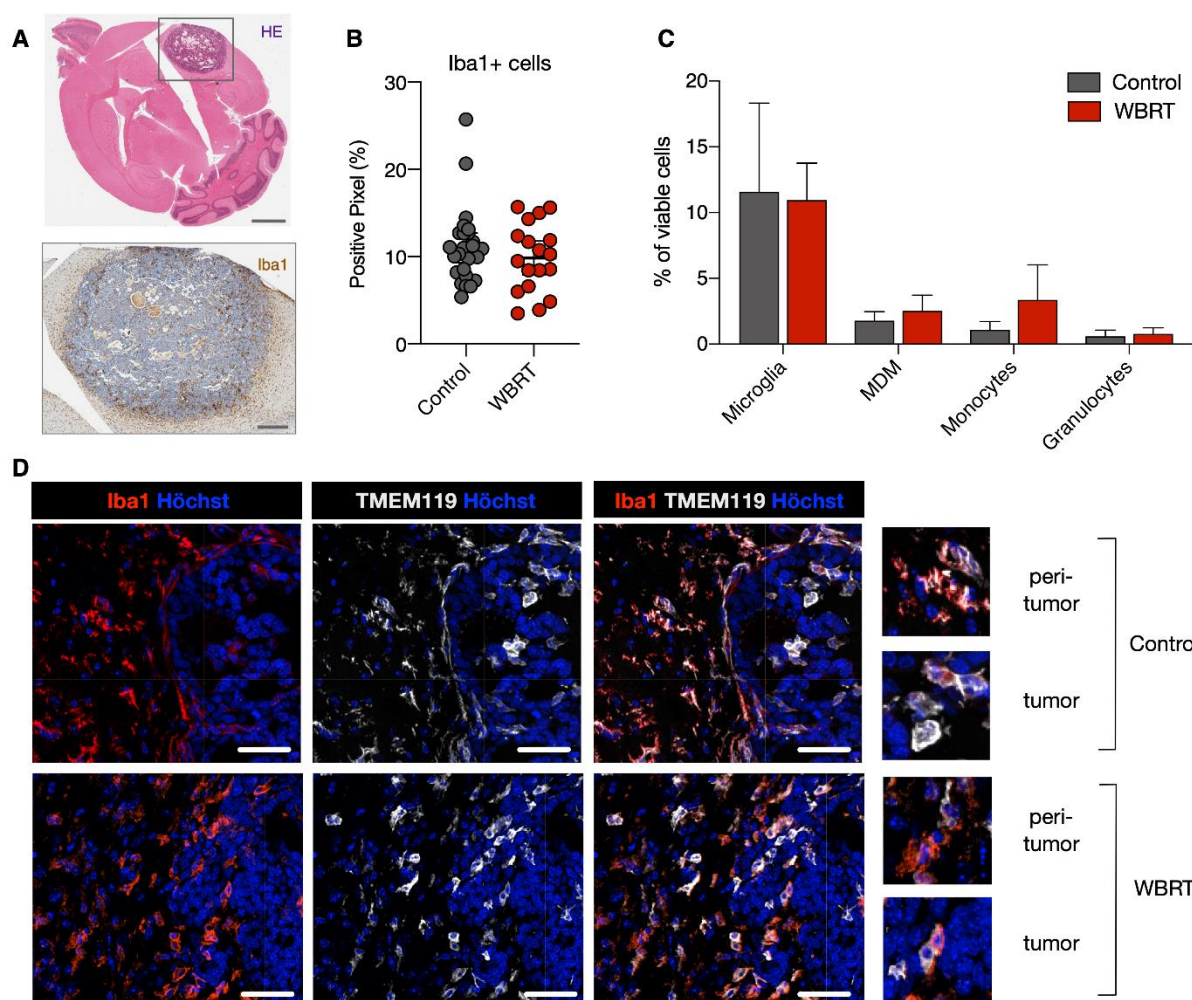 A
HE
Iba1
B
Iba1+ cells
Positive Pixel (%)
30
20
10
0
Control
WBRT
C
% of viable cells
20
15
10
5
0
Microglia
MDM
Monocytes
Granulocytes
Control
WBRT
D
Iba1 Höchst
TMEM119 Höchst
Iba1 TMEM119 Höchst
peri-
tumor
tumor
Contro
peri-
tumor
tumor
WBRT